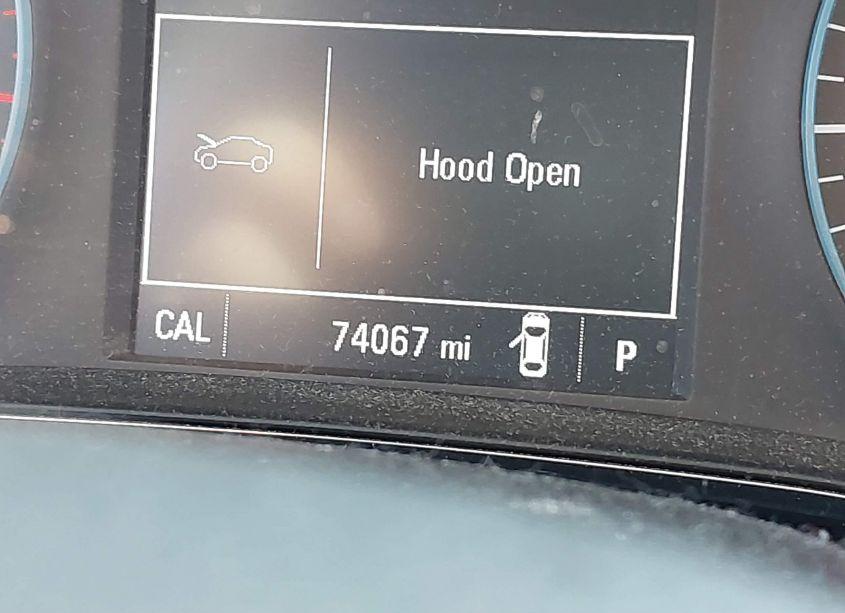 Hood Open
CAL 74067 mi P